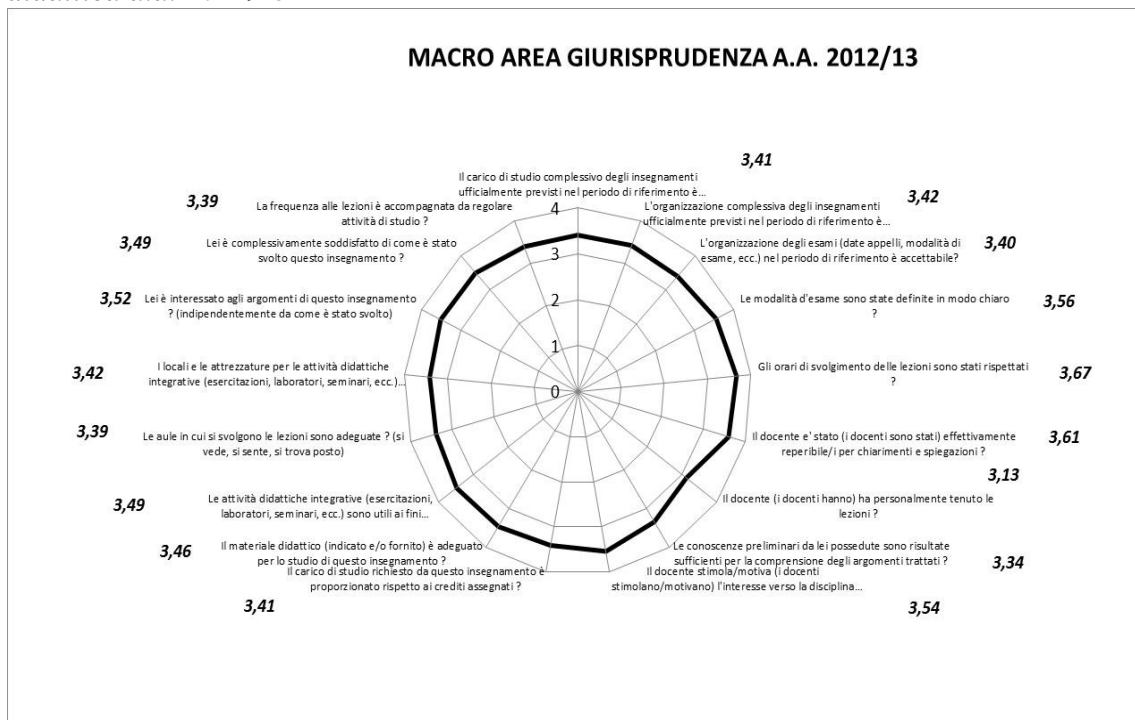 MACRO AREA GIURISPRUDENZA A.A. 2012/13
3,41
Il carico di studio complessivo degli insegnamenti
ufficialmente previsti nel periodo di riferimento è...
3,42
L'organizzazione complessiva degli insegnamenti
ufficialmente previsti nel periodo di riferimento è...
3,40
L'organizzazione degli esami (date appelli, modalità di
esame, ecc.) nel periodo di riferimento è accettabile?
3,56
Le modalità d'esame sono state definite in modo chiaro
?
3,67
Gli orari di svolgimento delle lezioni sono stati rispettati
?
3,61
Il docente e' stato (i docenti sono stati) effettivamente
reperibile/i per chiarimenti e spiegazioni ?
3,13
Il docente (i docenti hanno) ha personalmente tenuto le
lezioni ?
3,34
Le conoscenze preliminari da lei possedute sono risultate
sufficienti per la comprensione degli argomenti trattati ?
3,54
Il docente stimola/motiva (i docenti
stimolano/motivano) l'interesse verso la disciplina...
3,41
Il carico di studio richiesto da questo insegnamento è
proporzionato rispetto ai crediti assegnati ?
3,46
Il materiale didattico (indicato e/o fornito) è adeguato
per lo studio di questo insegnamento ?
3,49
Le attività didattiche integrative (esercitazioni,
laboratori, seminari, ecc.) sono utili ai fini...
3,39
Le aule in cui si svolgono le lezioni sono adeguate ? (si
vede, si sente, si trova posto)
3,42
I locali e le attrezzature per le attività didattiche
integrative (esercitazioni, laboratori, seminari, ecc.)...
3,52
Lei è interessato agli argomenti di questo insegnamento
? (indipendentemente da come è stato svolto)
3,49
Lei è complessivamente soddisfatto di come è stato
svolto questo insegnamento ?
3,39
La frequenza alle lezioni è accompagnata da regolare
attività di studio ?
4
3
2
1
0